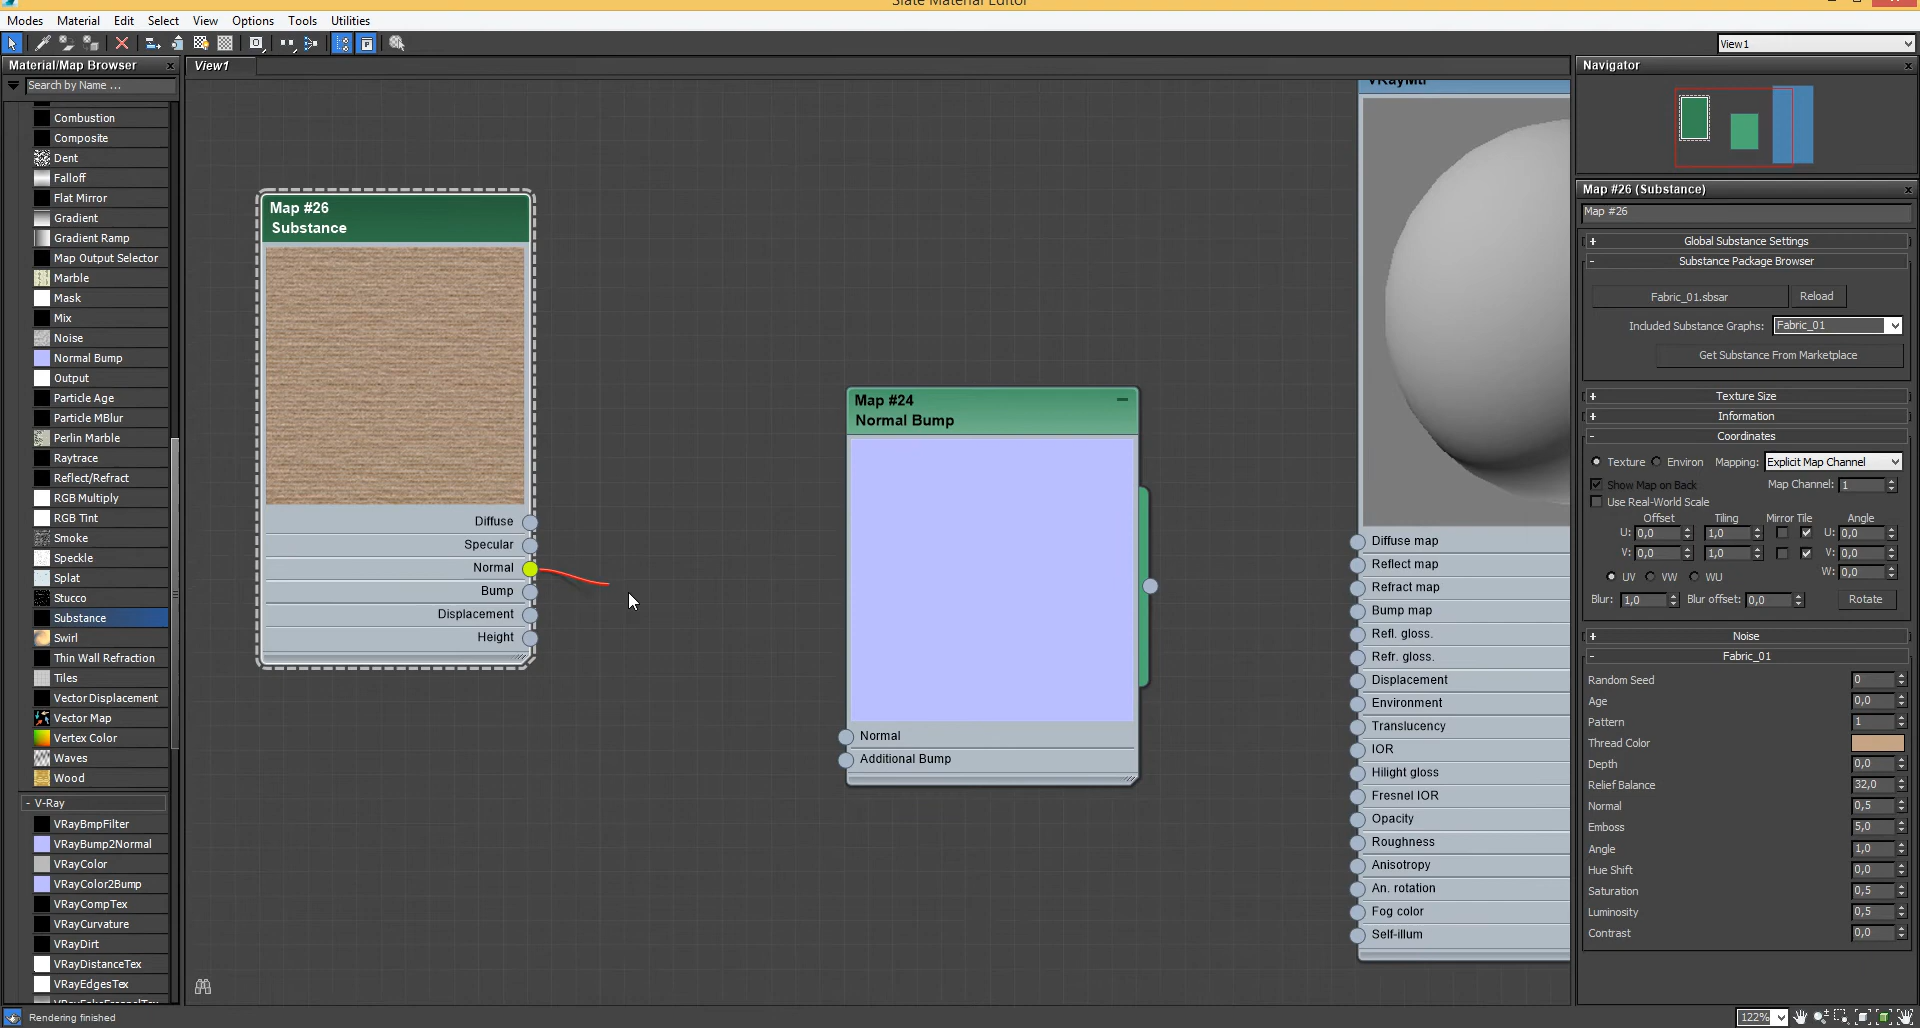 Slate Material Editor
Modes Material Edit Select View Options Tools Utilities
View1
Material/Map Browser
Search by Name ...
Combustion
Composite
Dent
Falloff
Flat Mirror
Gradient
Gradient Ramp
Map Output Selector
Marble
Mask
Mix
Noise
Normal Bump
Output
Particle Age
Particle MBlur
Perlin Marble
Raytrace
Reflect/Refract
RGB Multiply
RGB Tint
Smoke
Speckle
Splat
Stucco
Substance
Swirl
Thin Wall Refraction
Tiles
Vector Displacement
Vector Map
Vertex Color
Waves
Wood
- V-Ray
VRayBmpFilter
VRayBump2Normal
VRayColor
VRayColor2Bump
VRayCompTex
VRayCurvature
VRayDirt
VRayDistanceTex
VRayEdgesTex
VRayFakeFresnelTex
View1
Map #26
Substance
Diffuse
Specular
Normal
Bump
Displacement
Height
Map #24
Normal Bump
Normal
Additional Bump
VRayMtl
Diffuse map
Reflect map
Refract map
Bump map
Refl. gloss.
Refr. gloss.
Displacement
Environment
Translucency
IOR
Hilight gloss
Fresnel IOR
Opacity
Roughness
Anisotropy
An. rotation
Fog color
Self-illum
Navigator
Map #26 (Substance)
Map #26
+ Global Substance Settings
- Substance Package Browser
Fabric_01.sbsar Reload
Included Substance Graphs: Fabric_01
Get Substance From Marketplace
+ Texture Size
+ Information
- Coordinates
Texture Environ Mapping: Explicit Map Channel
Show Map on Back Map Channel: 1
Use Real-World Scale
Offset Tiling Mirror Tile Angle
U: 0,0 1,0 U: 0,0
V: 0,0 1,0 V: 0,0
UV VW WU W: 0,0
Blur: 1,0 Blur offset: 0,0 Rotate
+ Noise
- Fabric_01
Random Seed 0
Age 0,0
Pattern 1
Thread Color
Depth 0,0
Relief Balance 32,0
Normal 0,5
Emboss 5,0
Angle 1,0
Hue Shift 0,0
Saturation 0,5
Luminosity 0,5
Contrast 0,0
Rendering finished
122%